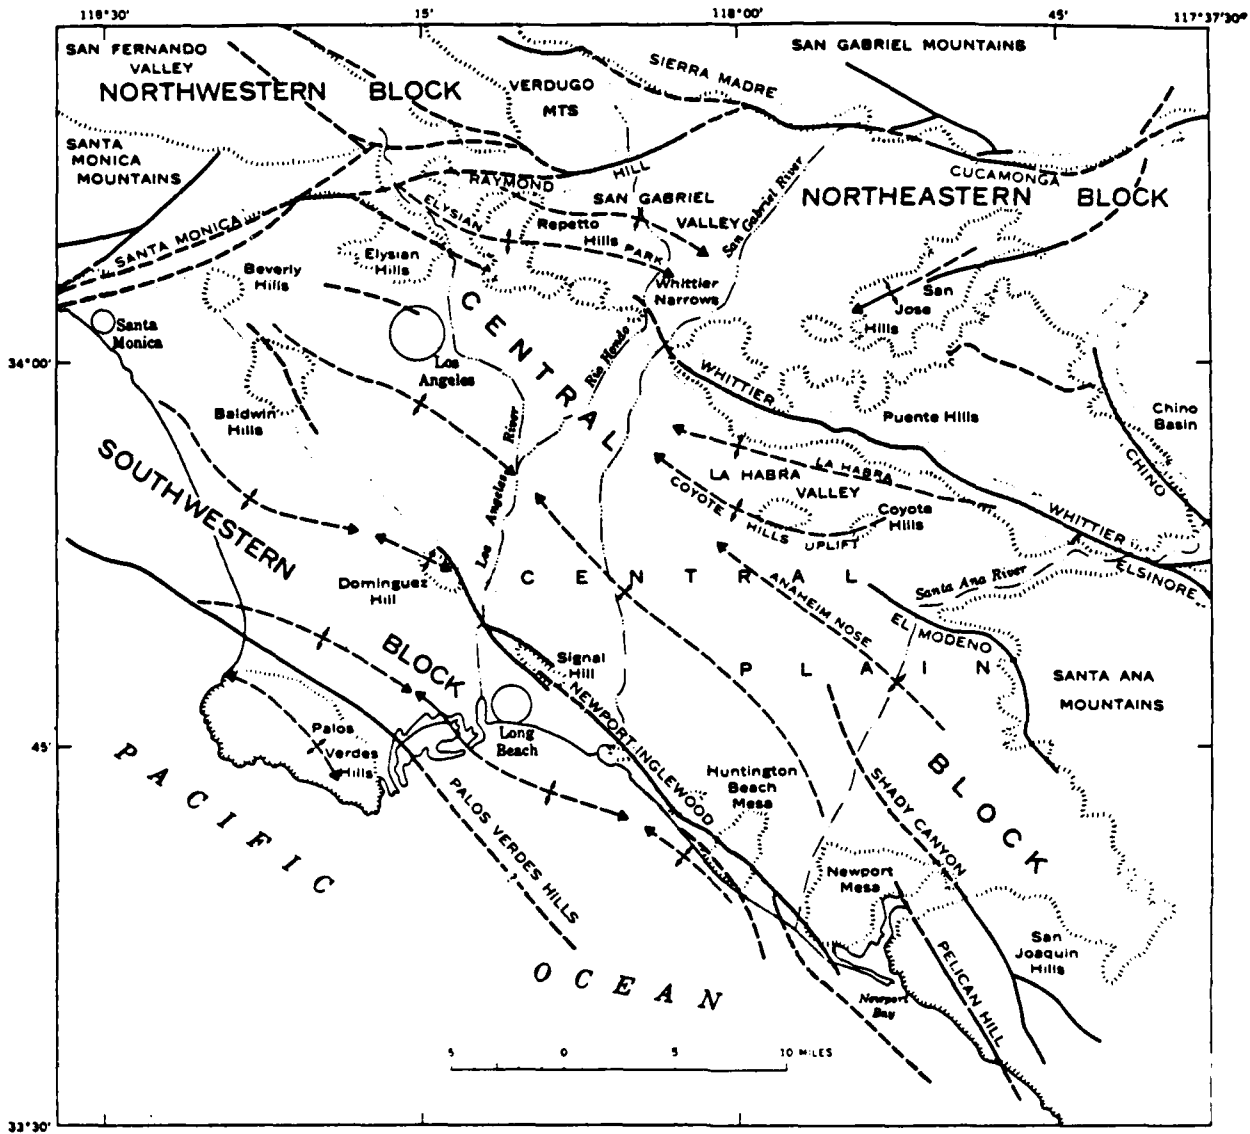 118°30'
15'
118°00'
45'
117°37'30"
SAN FERNANDO
VALLEY
NORTHWESTERN BLOCK
VERDUGO
MTS
SIERRA MADRE
SAN GABRIEL MOUNTAINS
SANTA
MONICA
MOUNTAINS
RAYMOND
HILL
CUCAMONGA
NORTHEASTERN BLOCK
SAN GABRIEL
VALLEY
San Gabriel River
SANTA MONICA
ELYSIAN
PARK
Repetto
Hills
Elysian
Hills
Beverly
Hills
Whittier
Narrows
San
Jose
Hills
Santa
Monica
Los
Angeles
CENTRAL
Rio Hondo
34°00'
WHITTIER
Puente Hills
Chino
Basin
CHINO
Baldwin
Hills
Los Angeles River
LA HABRA
LA HABRA
VALLEY
COYOTE
HILLS
UPLIFT
Coyote
Hills
WHITTIER
ELSINORE
SOUTHWESTERN
BLOCK
Dominguez
Hill
CENTRAL
PLAIN
ANAHEIM NOSE
Santa Ana River
EL MODENO
SANTA ANA
MOUNTAINS
Signal
Hill
Long
Beach
NEWPORT INGLEWOOD
Palos
Verdes
Hills
45'
PALOS VERDES HILLS
?
Huntington
Beach
Mesa
SHADY CANYON
BLOCK
Newport
Mesa
PELICAN HILL
San
Joaquin
Hills
Newport
Bay
PACIFIC
OCEAN
5 0 5 10 MILES
33°30'